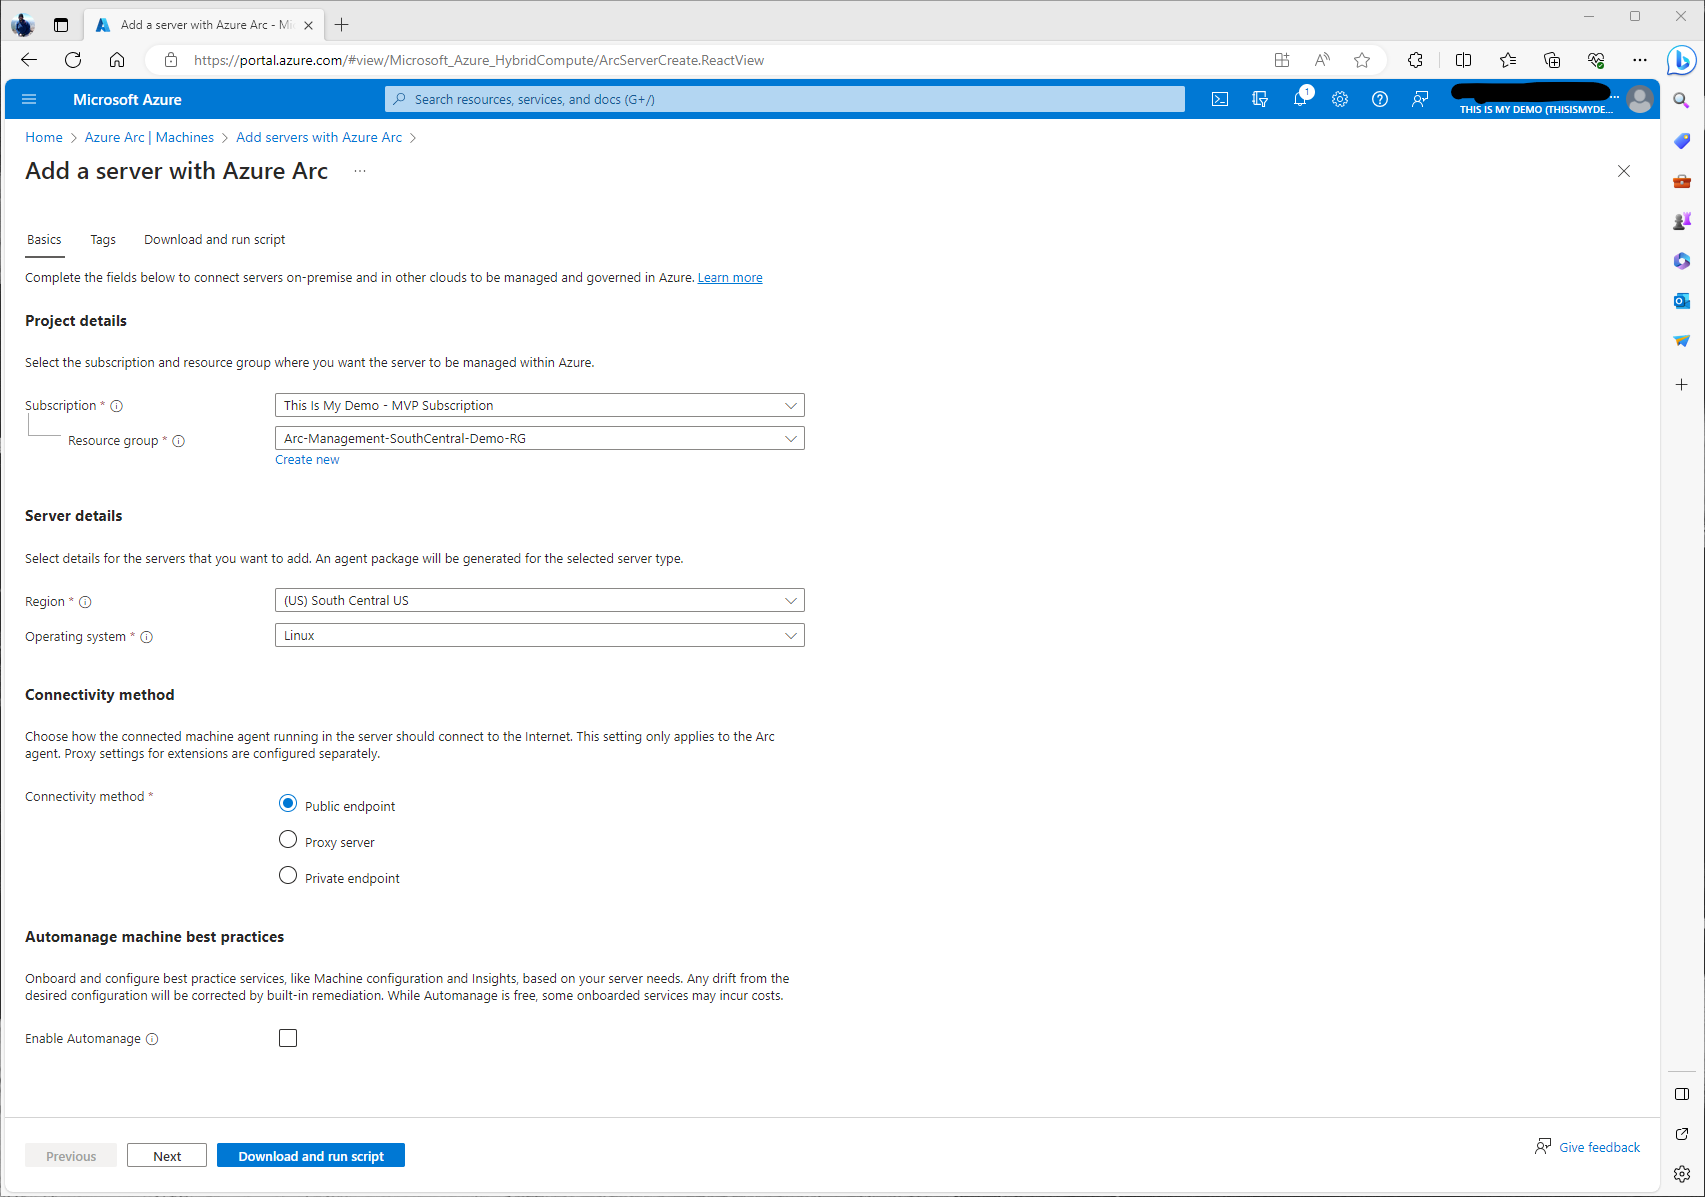 Add a server with Azure Arc - Mi
https://portal.azure.com/#view/Microsoft_Azure_HybridCompute/ArcServerCreate.ReactView
Microsoft Azure
Search resources, services, and docs (G+/)
1
THIS IS MY DEMO (THISISMYDE...
Home > Azure Arc | Machines > Add servers with Azure Arc >
Add a server with Azure Arc ...
Basics Tags Download and run script
Complete the fields below to connect servers on-premise and in other clouds to be managed and governed in Azure. Learn more
Project details
Select the subscription and resource group where you want the server to be managed within Azure.
Subscription *
This Is My Demo - MVP Subscription
Resource group *
Arc-Management-SouthCentral-Demo-RG
Create new
Server details
Select details for the servers that you want to add. An agent package will be generated for the selected server type.
Region *
(US) South Central US
Operating system *
Linux
Connectivity method
Choose how the connected machine agent running in the server should connect to the Internet. This setting only applies to the Arc
agent. Proxy settings for extensions are configured separately.
Connectivity method *
Public endpoint
Proxy server
Private endpoint
Automanage machine best practices
Onboard and configure best practice services, like Machine configuration and Insights, based on your server needs. Any drift from the
desired configuration will be corrected by built-in remediation. While Automanage is free, some onboarded services may incur costs.
Enable Automanage
Previous Next Download and run script
Give feedback